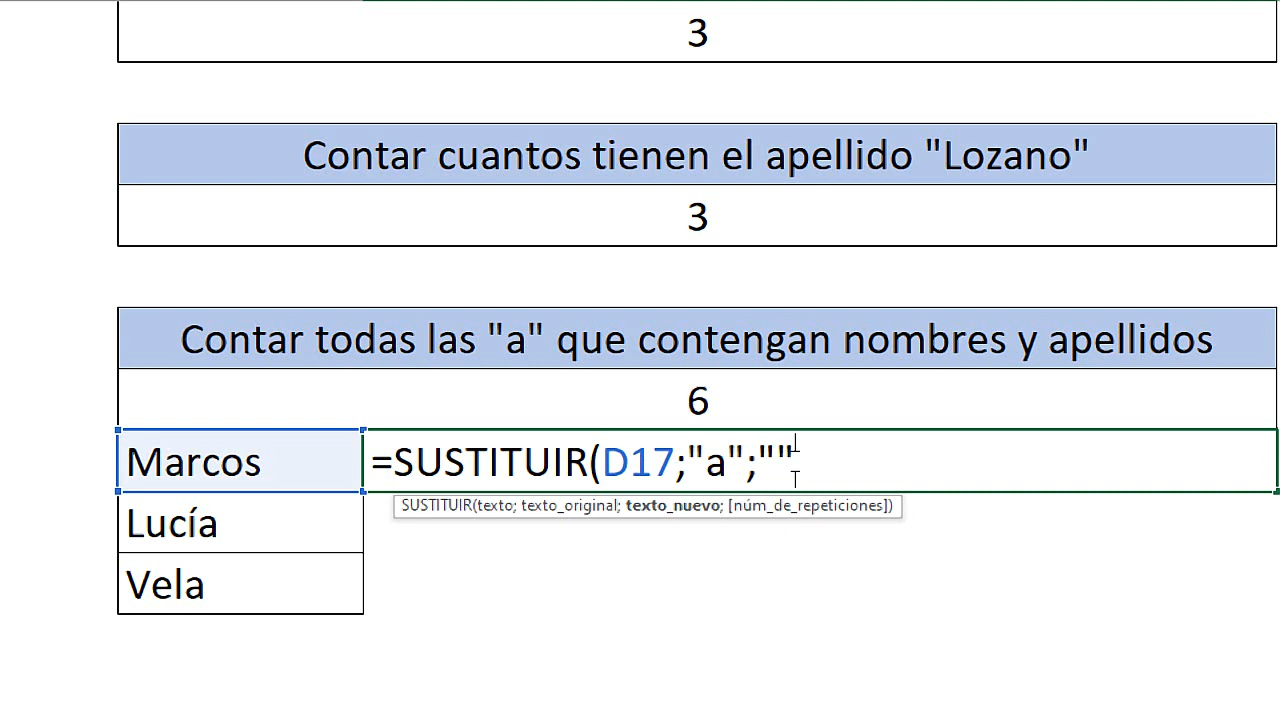 3
Contar cuantos tienen el apellido "Lozano"
3
Contar todas las "a" que contengan nombres y apellidos
6
Marcos =SUSTITUIR(D17;"a";""
SUSTITUIR(texto; texto_original; texto_nuevo; [núm_de_repeticiones])
Lucía
Vela